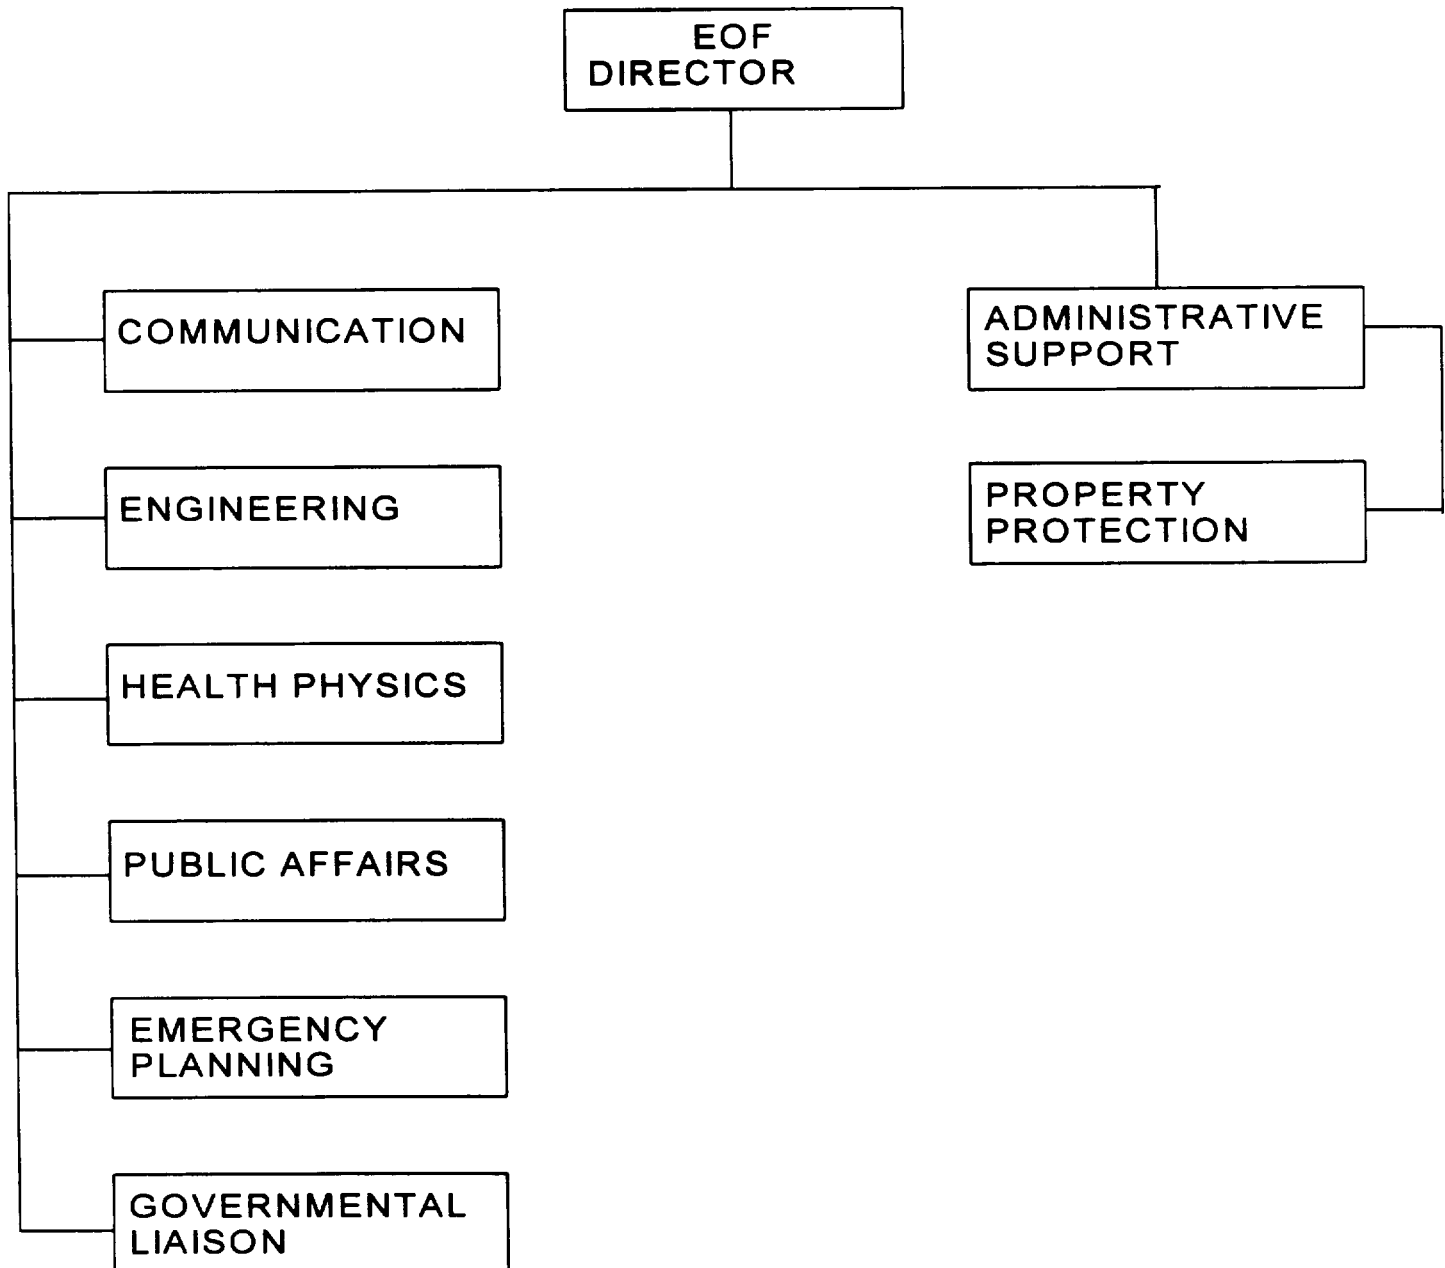 EOF
DIRECTOR
COMMUNICATION
ENGINEERING
HEALTH PHYSICS
PUBLIC AFFAIRS
EMERGENCY
PLANNING
GOVERNMENTAL
LIAISON
ADMINISTRATIVE
SUPPORT
PROPERTY
PROTECTION